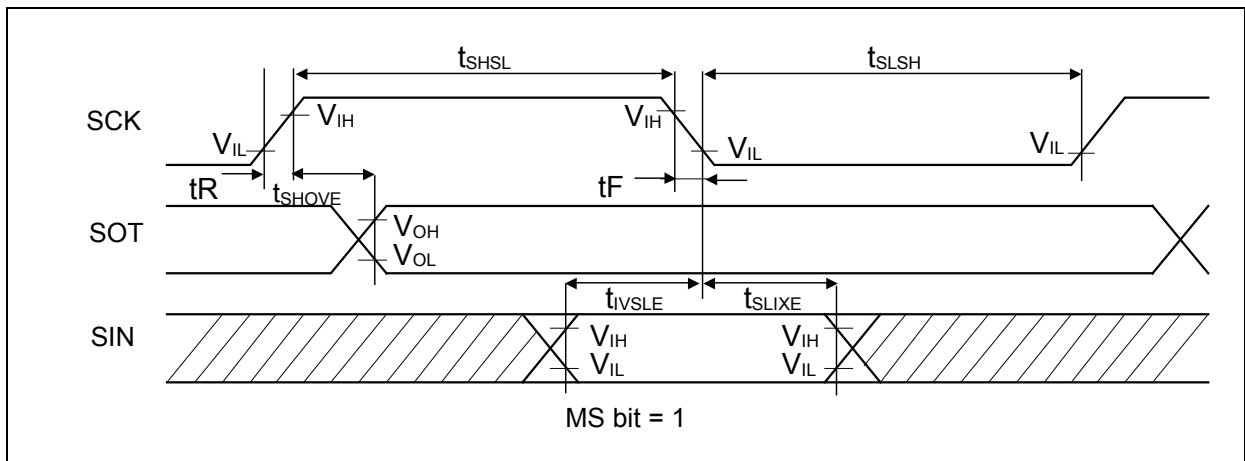 tSHSL
tSLSH
SCK
VIH
VIH
VIL
VIL
VIL
tR
tSHOVE
tF
SOT
VOH
VOL
tIVSLE
tSLIXE
SIN
VIH
VIH
VIL
VIL
MS bit = 1